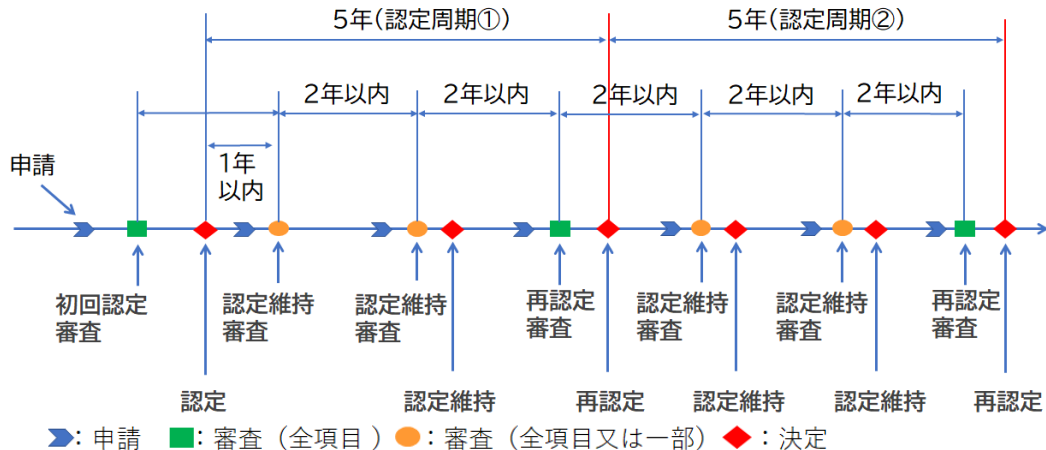 5年(認定周期①)
5年(認定周期②)
2年以内
2年以内
2年以内
2年以内
2年以内
申請
1年
以内
初回認定
審査
認定維持
審査
認定維持
審査
再認定
審査
認定維持
審査
認定維持
審査
再認定
審査
認定
認定維持
再認定
認定維持
認定維持
再認定
：申請
：審査（全項目）
：審査（全項目又は一部）
：決定